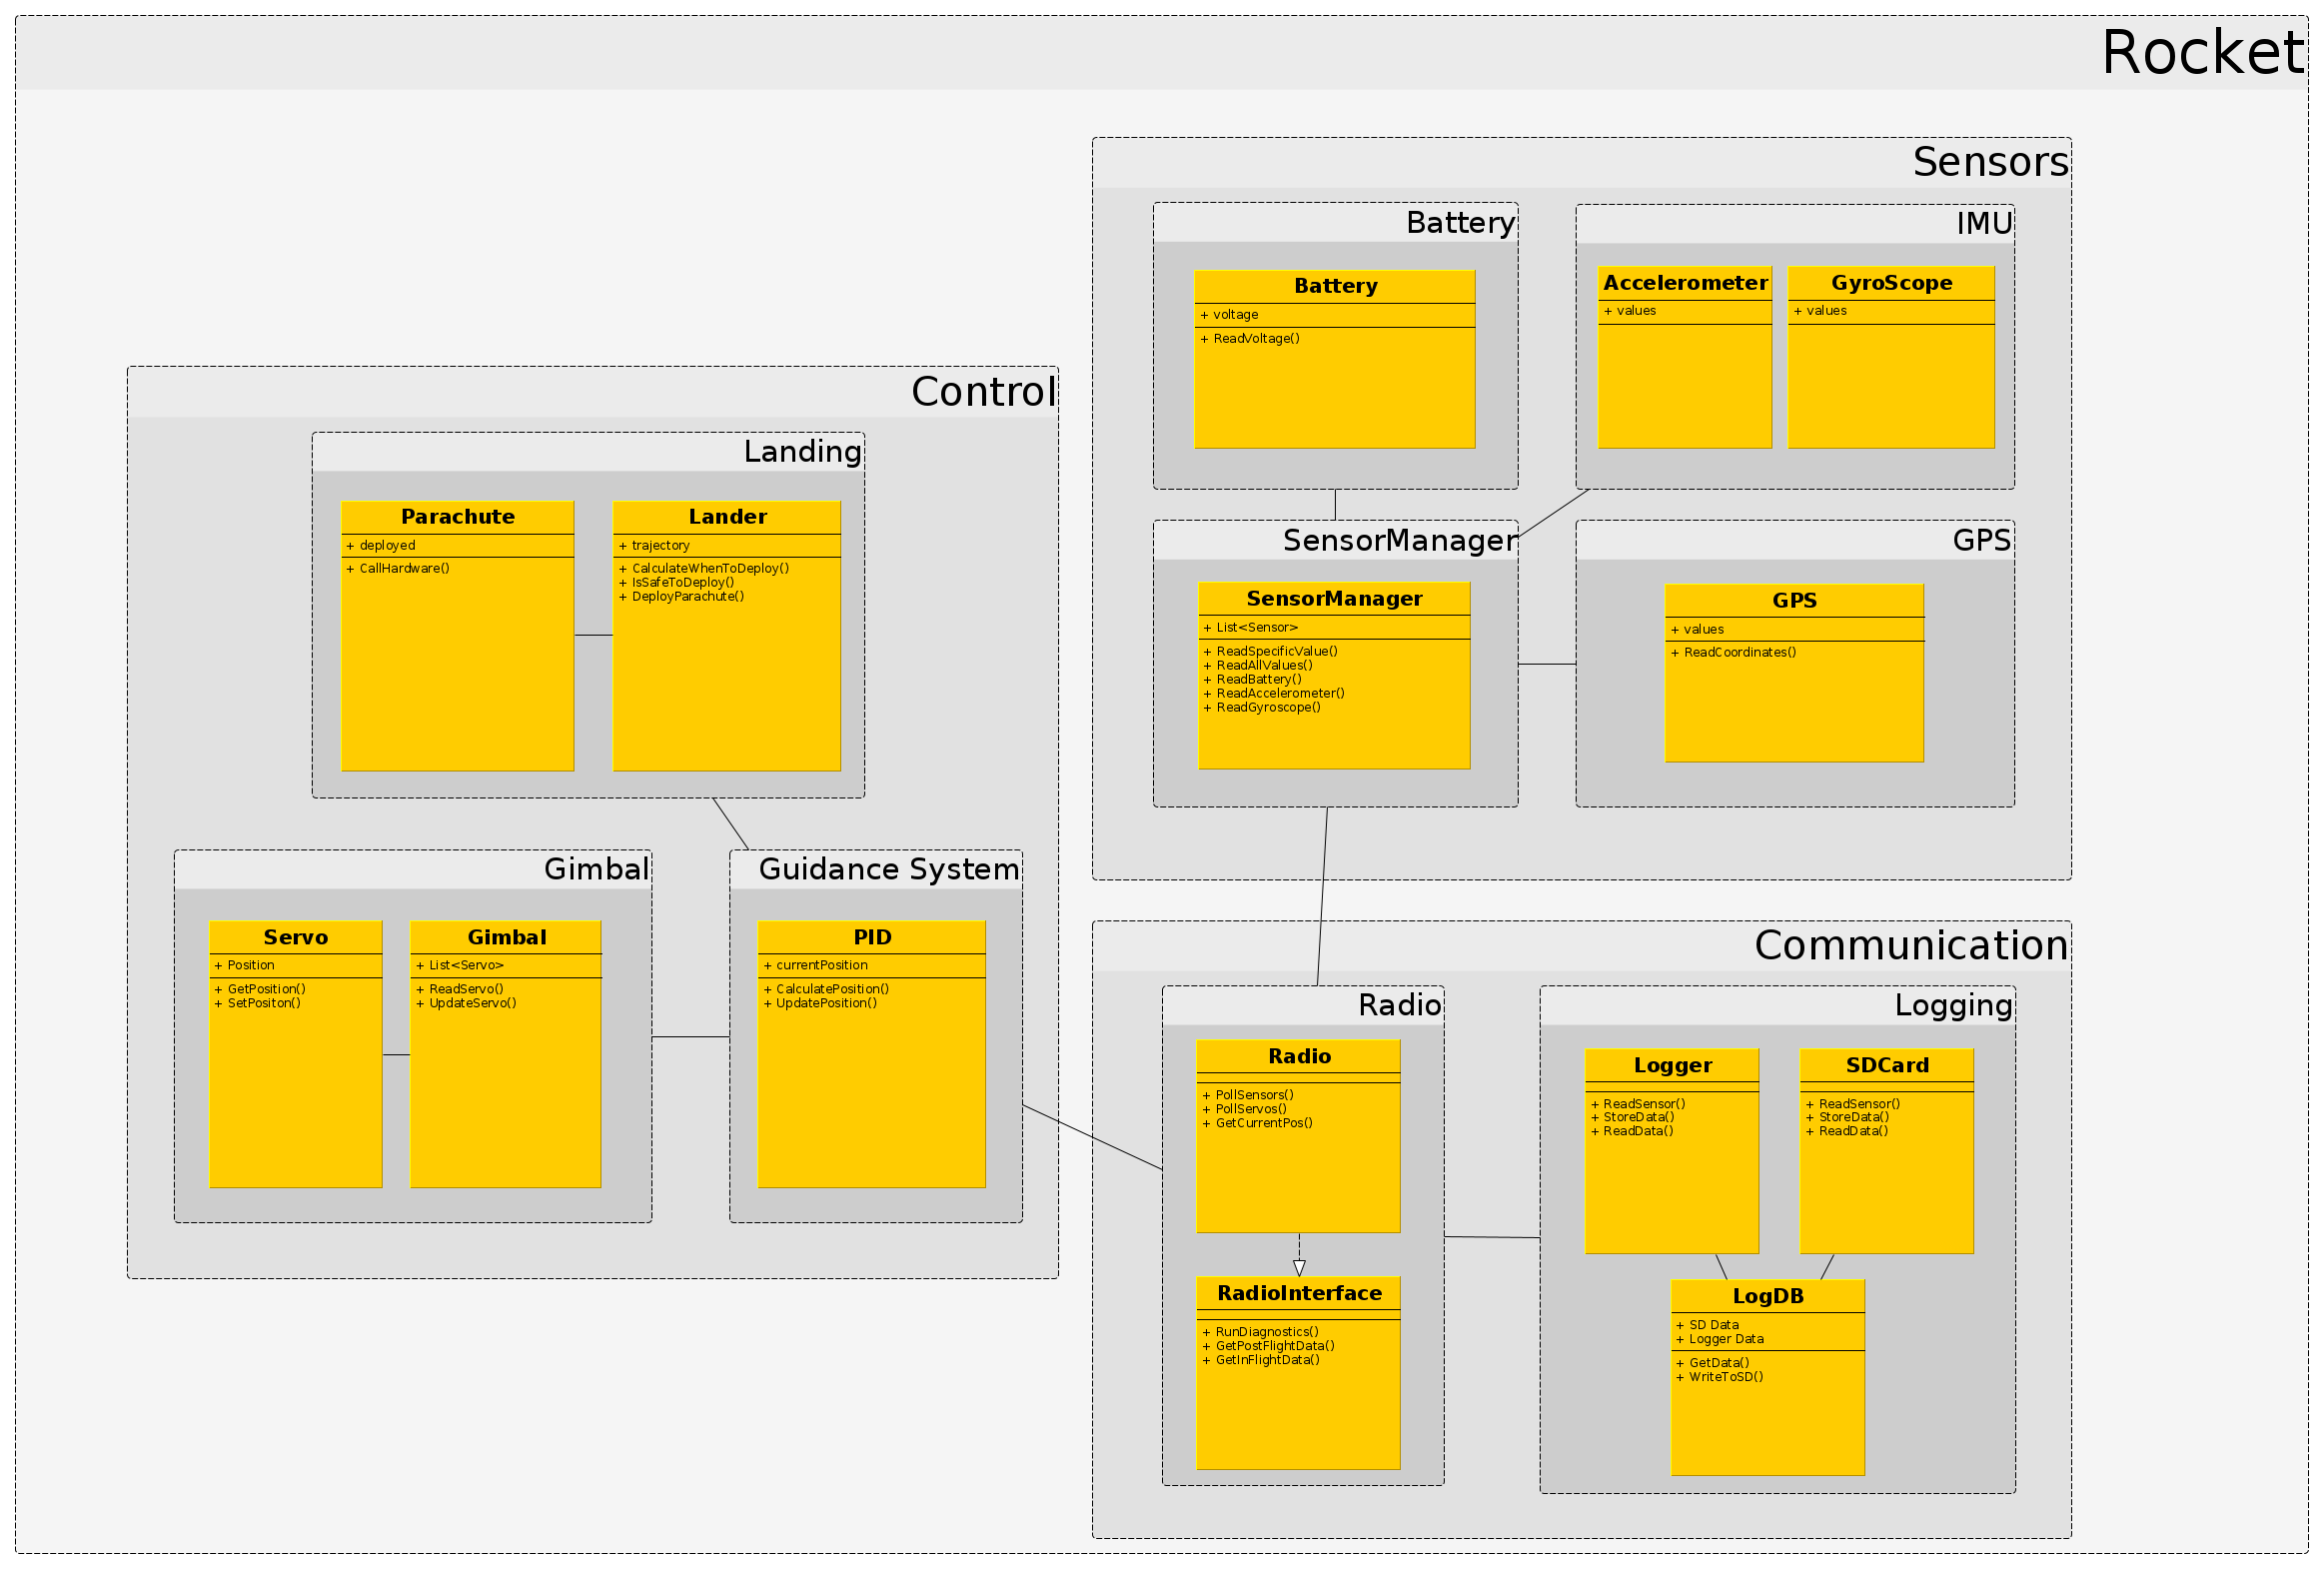 Rocket
Sensors
Battery
Battery
+ voltage
+ ReadVoltage()
IMU
Accelerometer
+ values
GyroScope
+ values
SensorManager
SensorManager
+ List<Sensor>
+ ReadSpecificValue()
+ ReadAllValues()
+ ReadBattery()
+ ReadAccelerometer()
+ ReadGyroscope()
GPS
GPS
+ values
+ ReadCoordinates()
Control
Landing
Parachute
+ deployed
+ CallHardware()
Lander
+ trajectory
+ CalculateWhenToDeploy()
+ IsSafeToDeploy()
+ DeployParachute()
Gimbal
Servo
+ Position
+ GetPosition()
+ SetPositon()
Gimbal
+ List<Servo>
+ ReadServo()
+ UpdateServo()
Guidance System
PID
+ currentPosition
+ CalculatePosition()
+ UpdatePosition()
Communication
Radio
Radio
+ PollSensors()
+ PollServos()
+ GetCurrentPos()
RadioInterface
+ RunDiagnostics()
+ GetPostFlightData()
+ GetInFlightData()
Logging
Logger
+ ReadSensor()
+ StoreData()
+ ReadData()
SDCard
+ ReadSensor()
+ StoreData()
+ ReadData()
LogDB
+ SD Data
+ Logger Data
+ GetData()
+ WriteToSD()